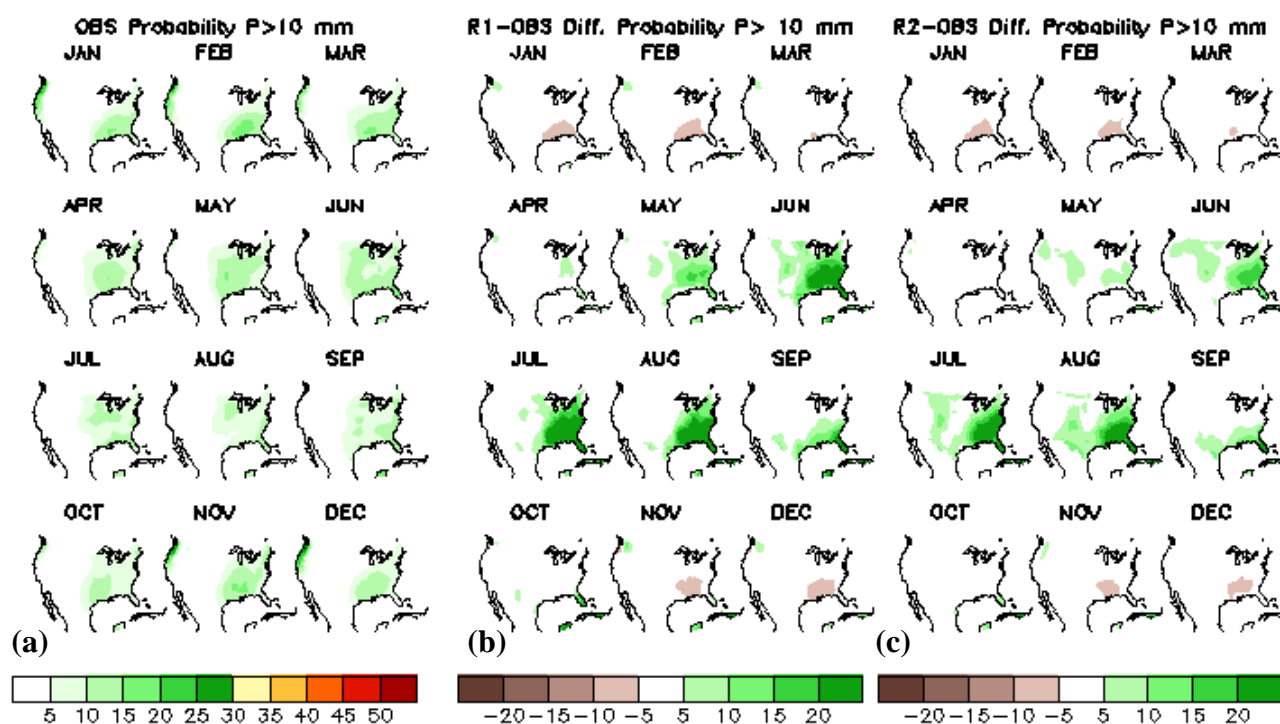 OBS Probability P>10 mm
JAN FEB MAR
APR MAY JUN
JUL AUG SEP
OCT NOV DEC
(a)
5 10 15 20 25 30 35 40 45 50
R1-OBS Diff. Probability P> 10 mm
JAN FEB MAR
APR MAY JUN
JUL AUG SEP
OCT NOV DEC
(b)
-20 -15 -10 -5 5 10 15 20
R2-OBS Diff. Probability P>10 mm
JAN FEB MAR
APR MAY JUN
JUL AUG SEP
OCT NOV DEC
(c)
-20 -15 -10 -5 5 10 15 20